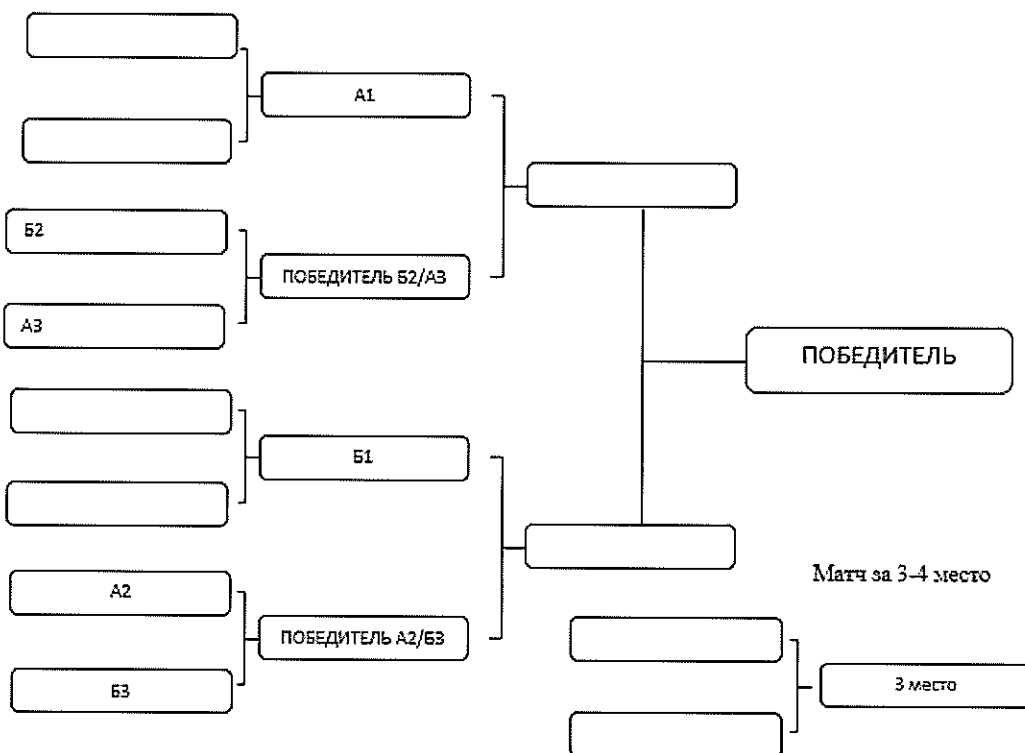 А1
Б2
ПОБЕДИТЕЛЬ Б2/А3
А3
ПОБЕДИТЕЛЬ
Б1
А2
ПОБЕДИТЕЛЬ А2/Б3
Б3
Матч за 3-4 место
3 место